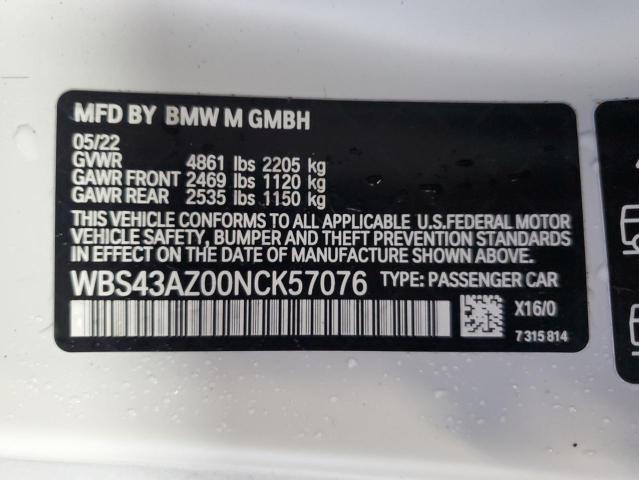 MFD BY BMW M GMBH
05/22
GVWR 4861 lbs 2205 kg
GAWR FRONT 2469 lbs 1120 kg
GAWR REAR 2535 lbs 1150 kg
THIS VEHICLE CONFORMS TO ALL APPLICABLE U.S.FEDERAL MOTOR
VEHICLE SAFETY, BUMPER AND THEFT PREVENTION STANDARDS
IN EFFECT ON THE DATE OF MANUFACTURE SHOWN ABOVE.
WBS43AZ00NCK57076 TYPE: PASSENGER CAR
X16/0
7 315 814